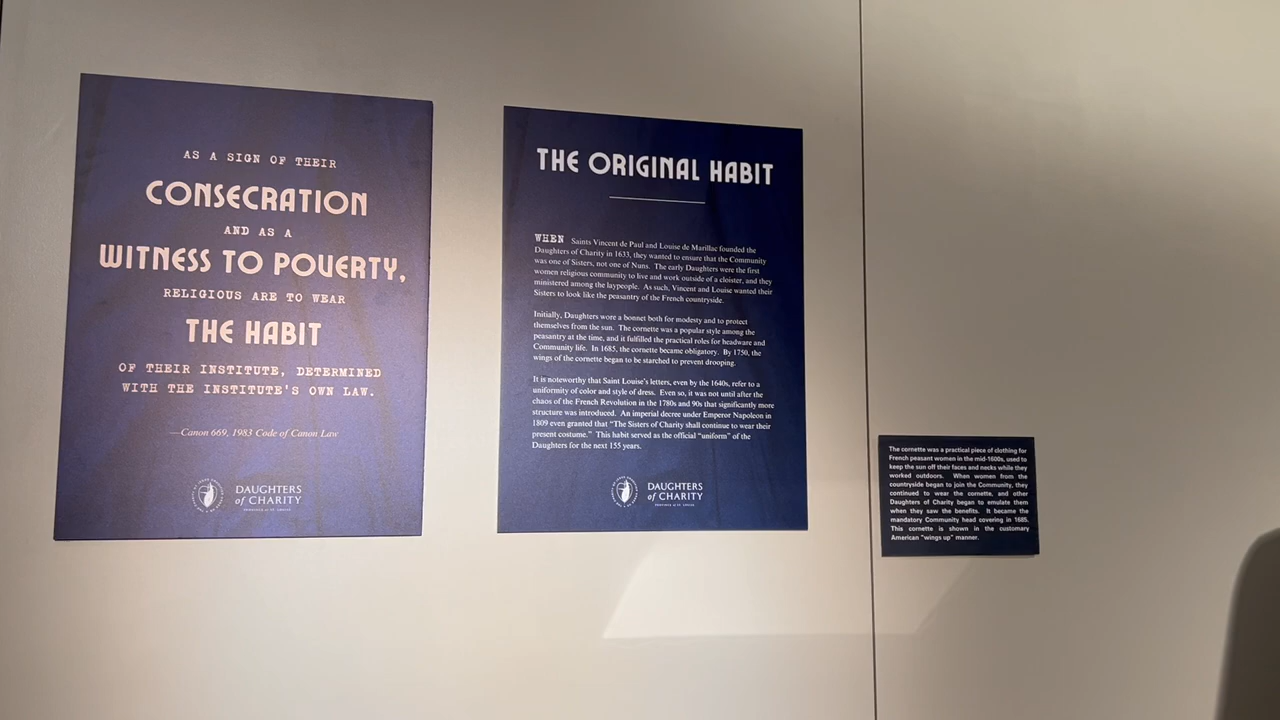 AS A SIGN OF THEIR
CONSECRATION
AND AS A
WITNESS TO POVERTY,
RELIGIOUS ARE TO WEAR
THE HABIT
OF THEIR INSTITUTE, DETERMINED
WITH THE INSTITUTE'S OWN LAW.
—Canon 669, 1983 Code of Canon Law
DAUGHTERS
of CHARITY
THE ORIGINAL HABIT
WHEN Saints Vincent de Paul and Louise de Marillac founded the
Daughters of Charity in 1633, they wanted to ensure that the Community
was one of Sisters, not one of Nuns. The early Daughters were the first
women religious community to live and work outside of a cloister, and they
ministered among the laypeople. As such, Vincent and Louise wanted their
Sisters to look like the peasantry of the French countryside.
Initially, Daughters wore a bonnet both for modesty and to protect
themselves from the sun. The cornette was a popular style among the
peasantry at the time, and it fulfilled the practical roles for headware and
Community life. In 1685, the cornette became obligatory. By 1750, the
wings of the cornette began to be starched to prevent drooping.
It is noteworthy that Saint Louise's letters, even by the 1640s, refer to a
uniformity of color and style of dress. Even so, it was not until after the
chaos of the French Revolution in the 1780s and 90s that significantly more
structure was introduced. An imperial decree under Emperor Napoleon in
1809 even granted that "The Sisters of Charity shall continue to wear their
present costume." This habit served as the official "uniform" of the
Daughters for the next 155 years.
DAUGHTERS
of CHARITY
The cornette was a practical piece of clothing for
French peasant women in the mid-1600s, used to
keep the sun off their faces and necks while they
worked outdoors. When women from the
countryside began to join the Community, they
continued to wear the cornette, and other
Daughters of Charity began to emulate them
when they saw the benefits. It became the
mandatory Community head covering in 1685.
This cornette is shown in the customary
American "wings up" manner.